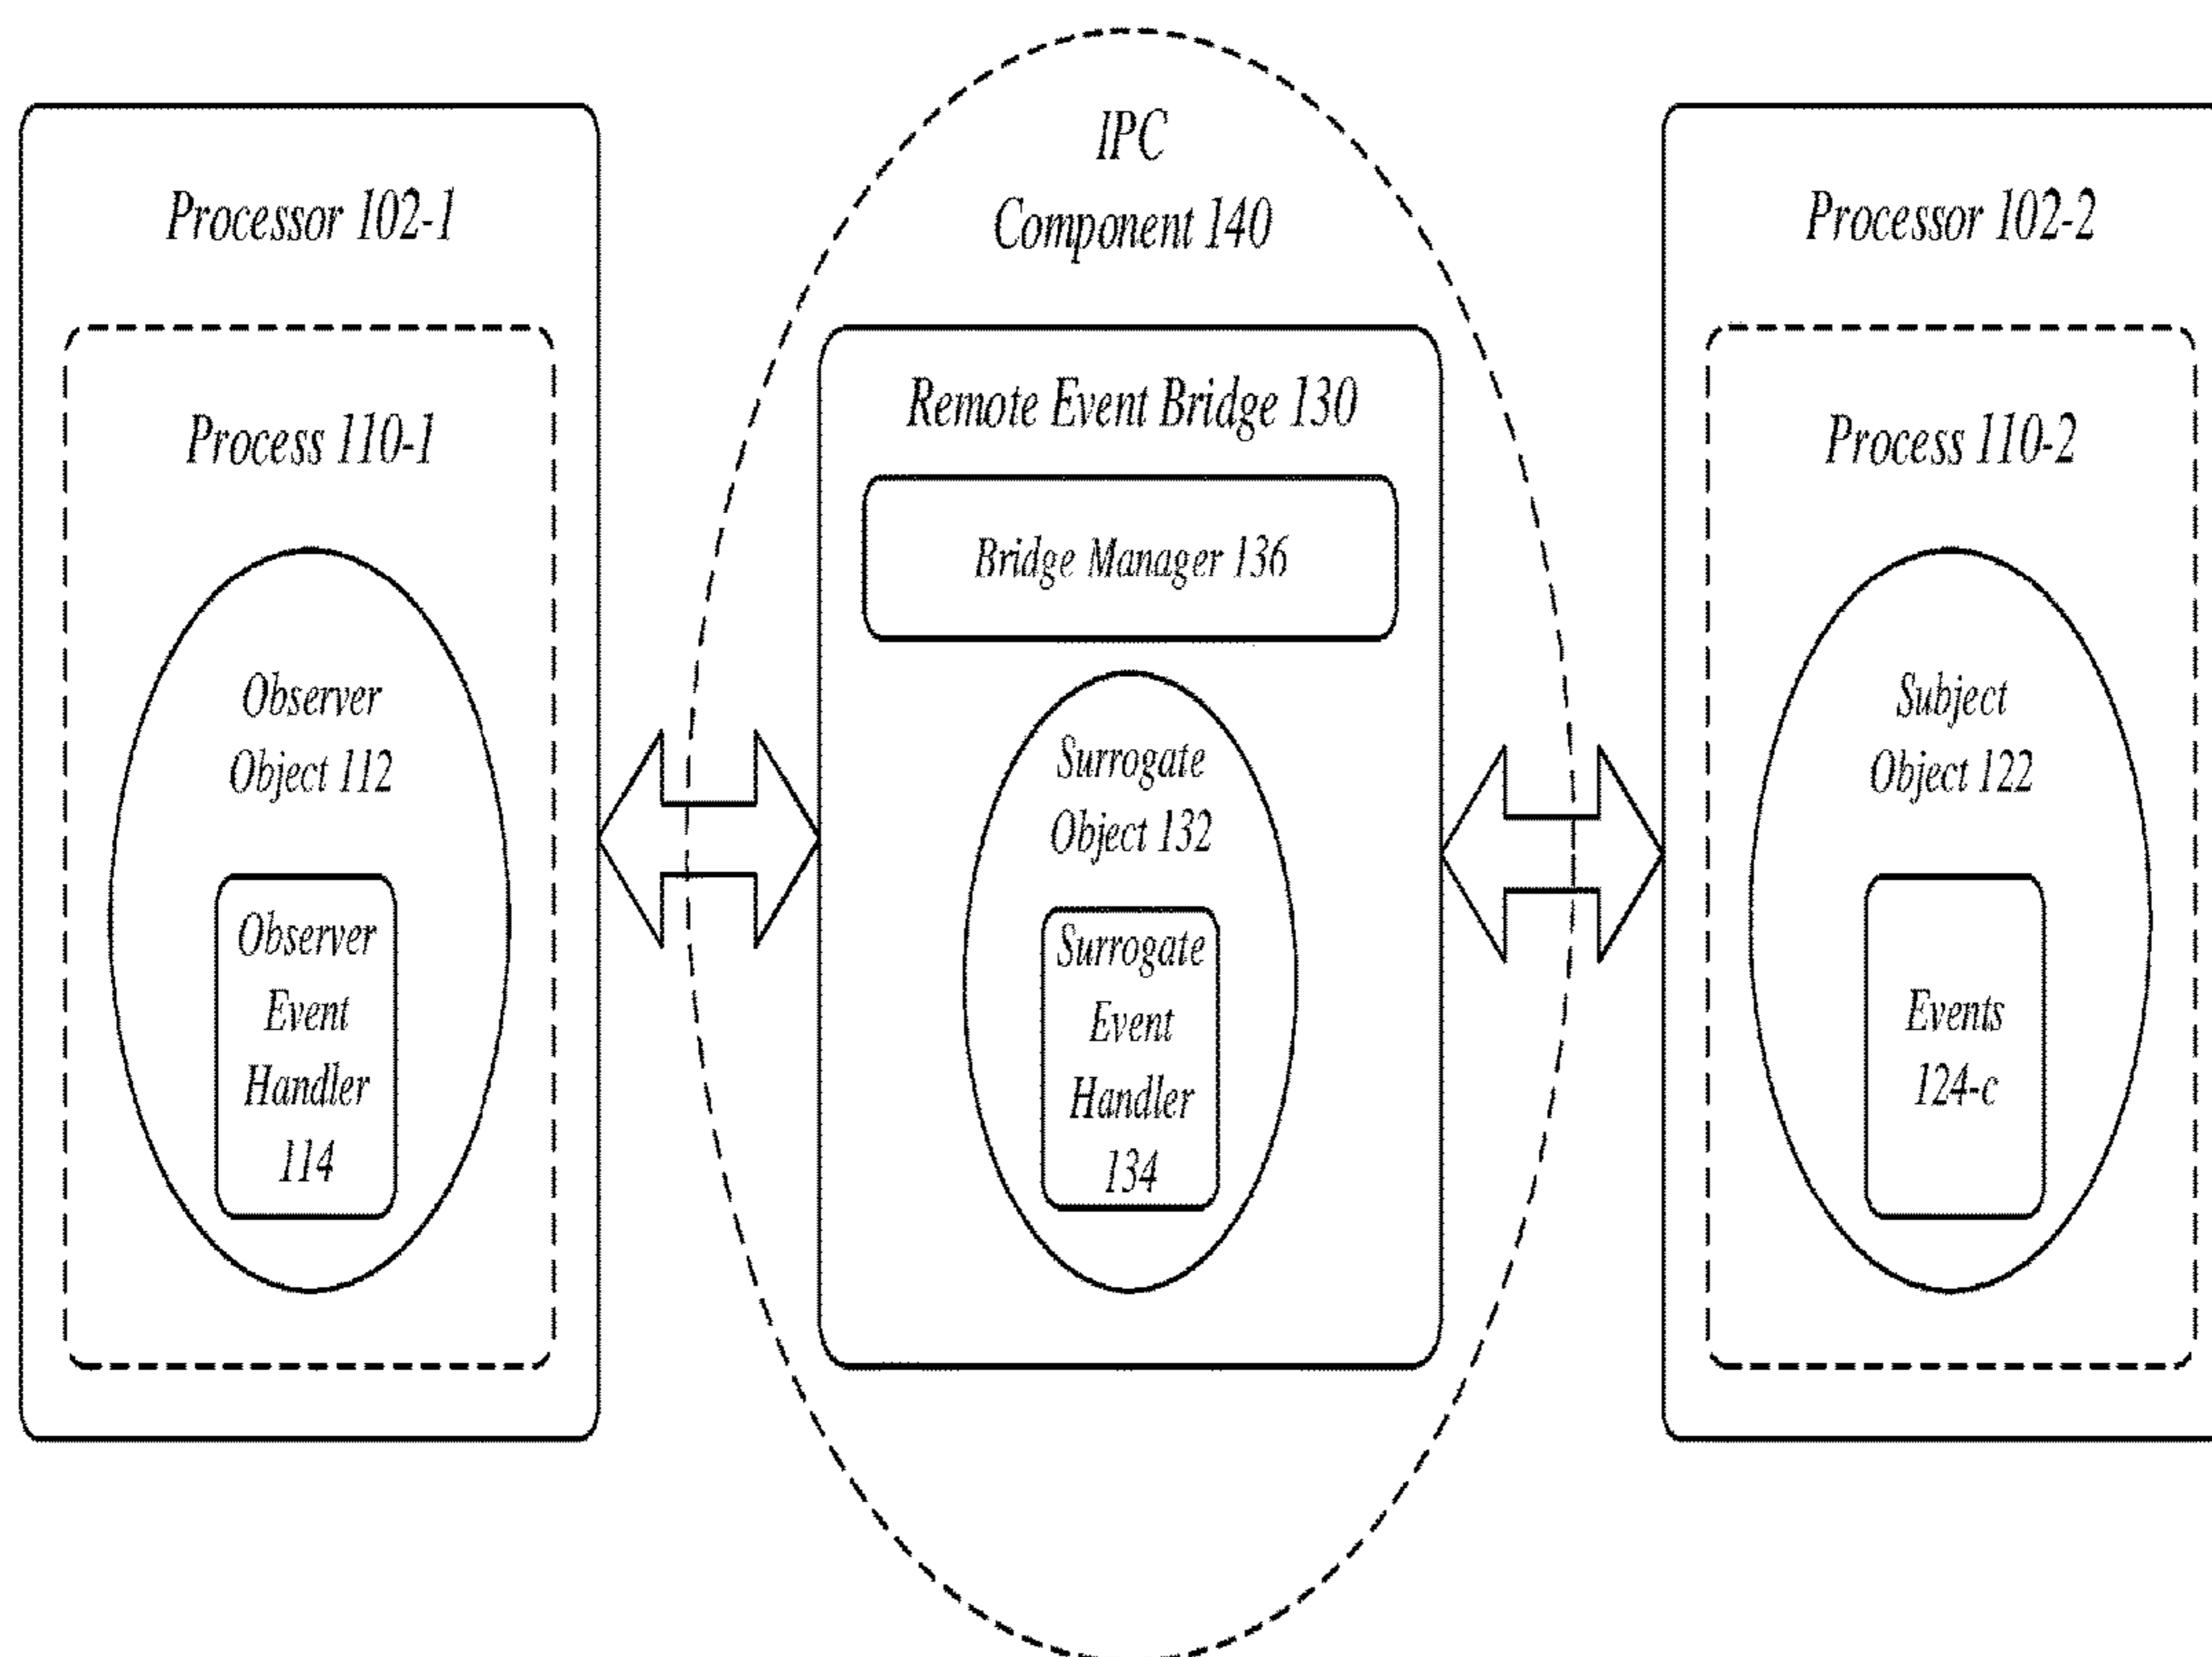 Processor 102-1
Process 110-1
Observer
Object 112
Observer
Event
Handler
114
IPC
Component 140
Remote Event Bridge 130
Bridge Manager 136
Surrogate
Object 132
Surrogate
Event
Handler
134
Processor 102-2
Process 110-2
Subject
Object 122
Events
124-c